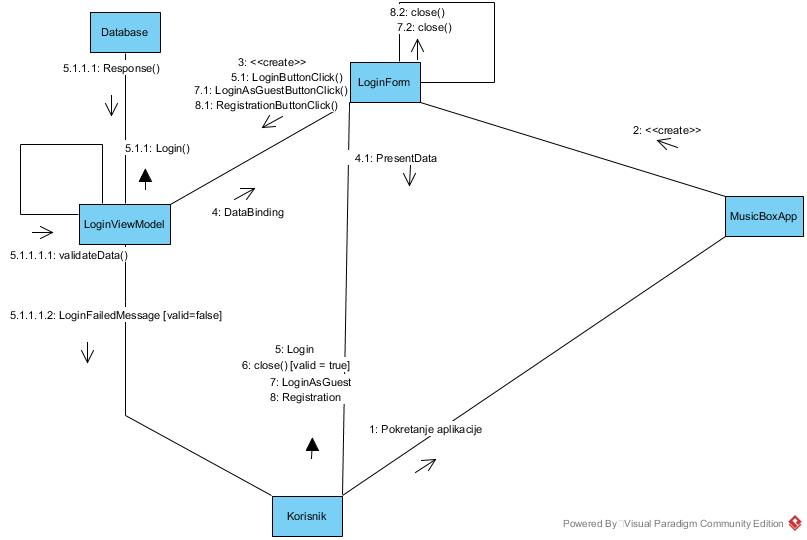 8.2: close()
7.2: close()
Database
5.1.1.1: Response()
3: <<create>>
5.1: LoginButtonClick()
7.1: LoginAsGuestButtonClick()
8.1: RegistrationButtonClick()
LoginForm
2: <<create>>
5.1.1: Login()
4.1: PresentData
4: DataBinding
LoginViewModel
MusicBoxApp
5.1.1.1.1: validateData()
5.1.1.1.2: LoginFailedMessage [valid=false]
5: Login
6: close() [valid = true]
7: LoginAsGuest
8: Registration
1: Pokretanje aplikacije
Korisnik
Powered By Visual Paradigm Community Edition